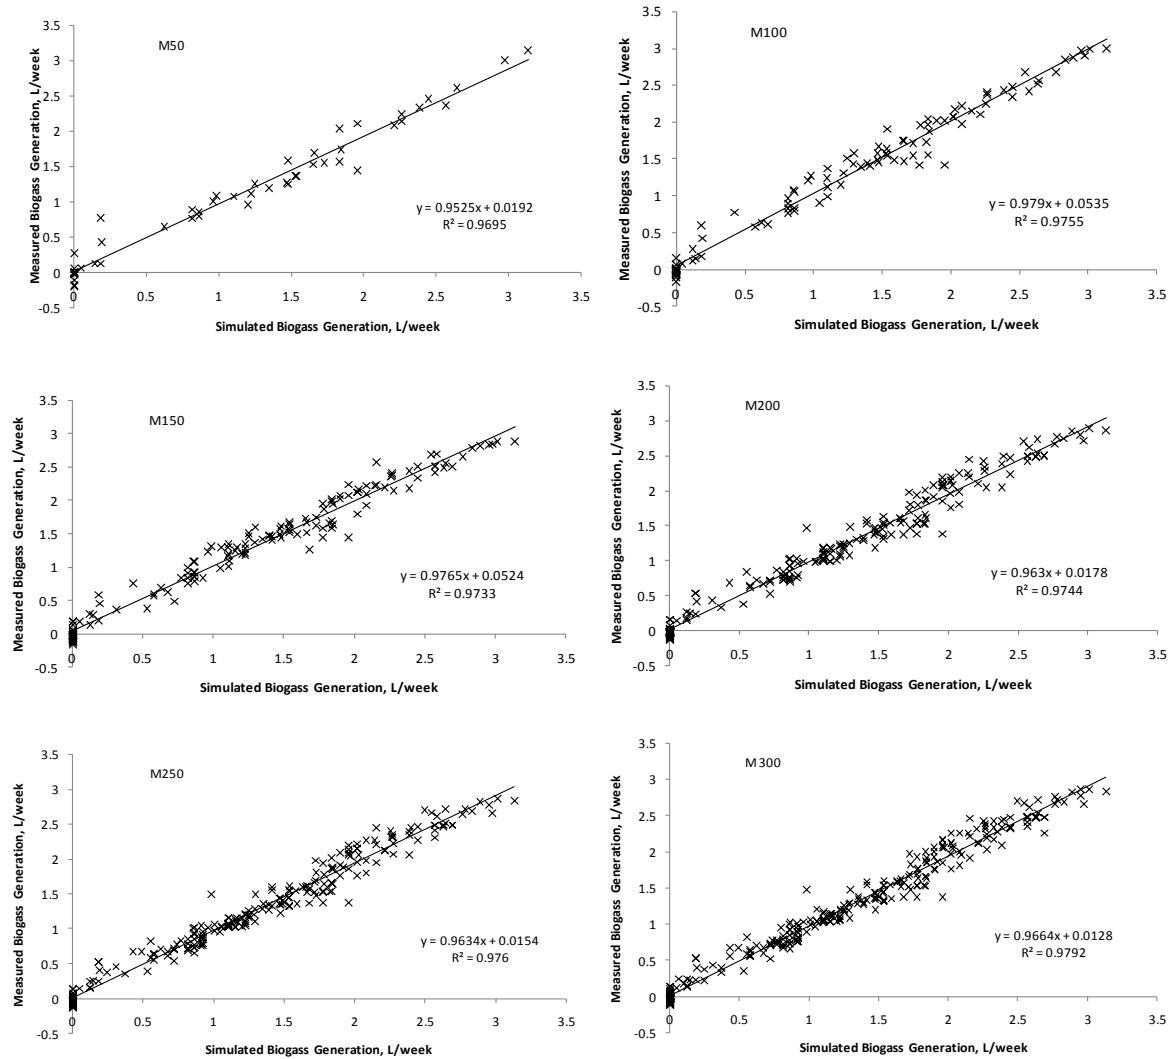 M50
Measured Biogass Generation, L/week
3.5
3
2.5
2
1.5
1
0.5
0
-0.5
y = 0.9525x + 0.0192
R² = 0.9695
0 0.5 1 1.5 2 2.5 3 3.5
Simulated Biogass Generation, L/week
M100
Measured Biogass Generation, L/week
3.5
3
2.5
2
1.5
1
0.5
0
-0.5
y = 0.979x + 0.0535
R² = 0.9755
0 0.5 1 1.5 2 2.5 3 3.5
Simulated Biogass Generation, L/week
M150
Measured Biogass Generation, L/week
3.5
3
2.5
2
1.5
1
0.5
0
-0.5
y = 0.9765x + 0.0524
R² = 0.9733
0 0.5 1 1.5 2 2.5 3 3.5
Simulated Biogass Generation, L/week
M200
Measured Biogass Generation, L/week
3.5
3
2.5
2
1.5
1
0.5
0
-0.5
y = 0.963x + 0.0178
R² = 0.9744
0 0.5 1 1.5 2 2.5 3 3.5
Simulated Biogass Generation, L/week
M250
Measured Biogass Generation, L/week
3.5
3
2.5
2
1.5
1
0.5
0
-0.5
y = 0.9634x + 0.0154
R² = 0.976
0 0.5 1 1.5 2 2.5 3 3.5
Simulated Biogass Generation, L/week
M300
Measured Biogass Generation, L/week
3.5
3
2.5
2
1.5
1
0.5
0
-0.5
y = 0.9664x + 0.0128
R² = 0.9792
0 0.5 1 1.5 2 2.5 3 3.5
Simulated Biogass Generation, L/week